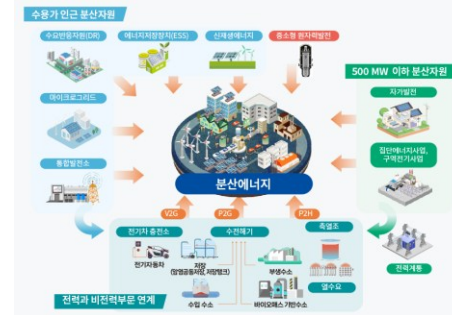 수용가 인근 분산자원
수요반응자원(DR)
에너지저장장치(ESS)
신재생에너지
중소형 원자력발전
마이크로그리드
통합발전소
500 MW 이하 분산자원
자가발전
집단에너지사업,
구역전기사업
전력계통
분산에너지
V2G
P2G
P2H
전기차 충전소
전기자동차
수전해기
저장
(암염공동저장,저장탱크)
수입 수소
부생수소
바이오매스 기반수소
축열조
열수요
전력과 비전력부문 연계